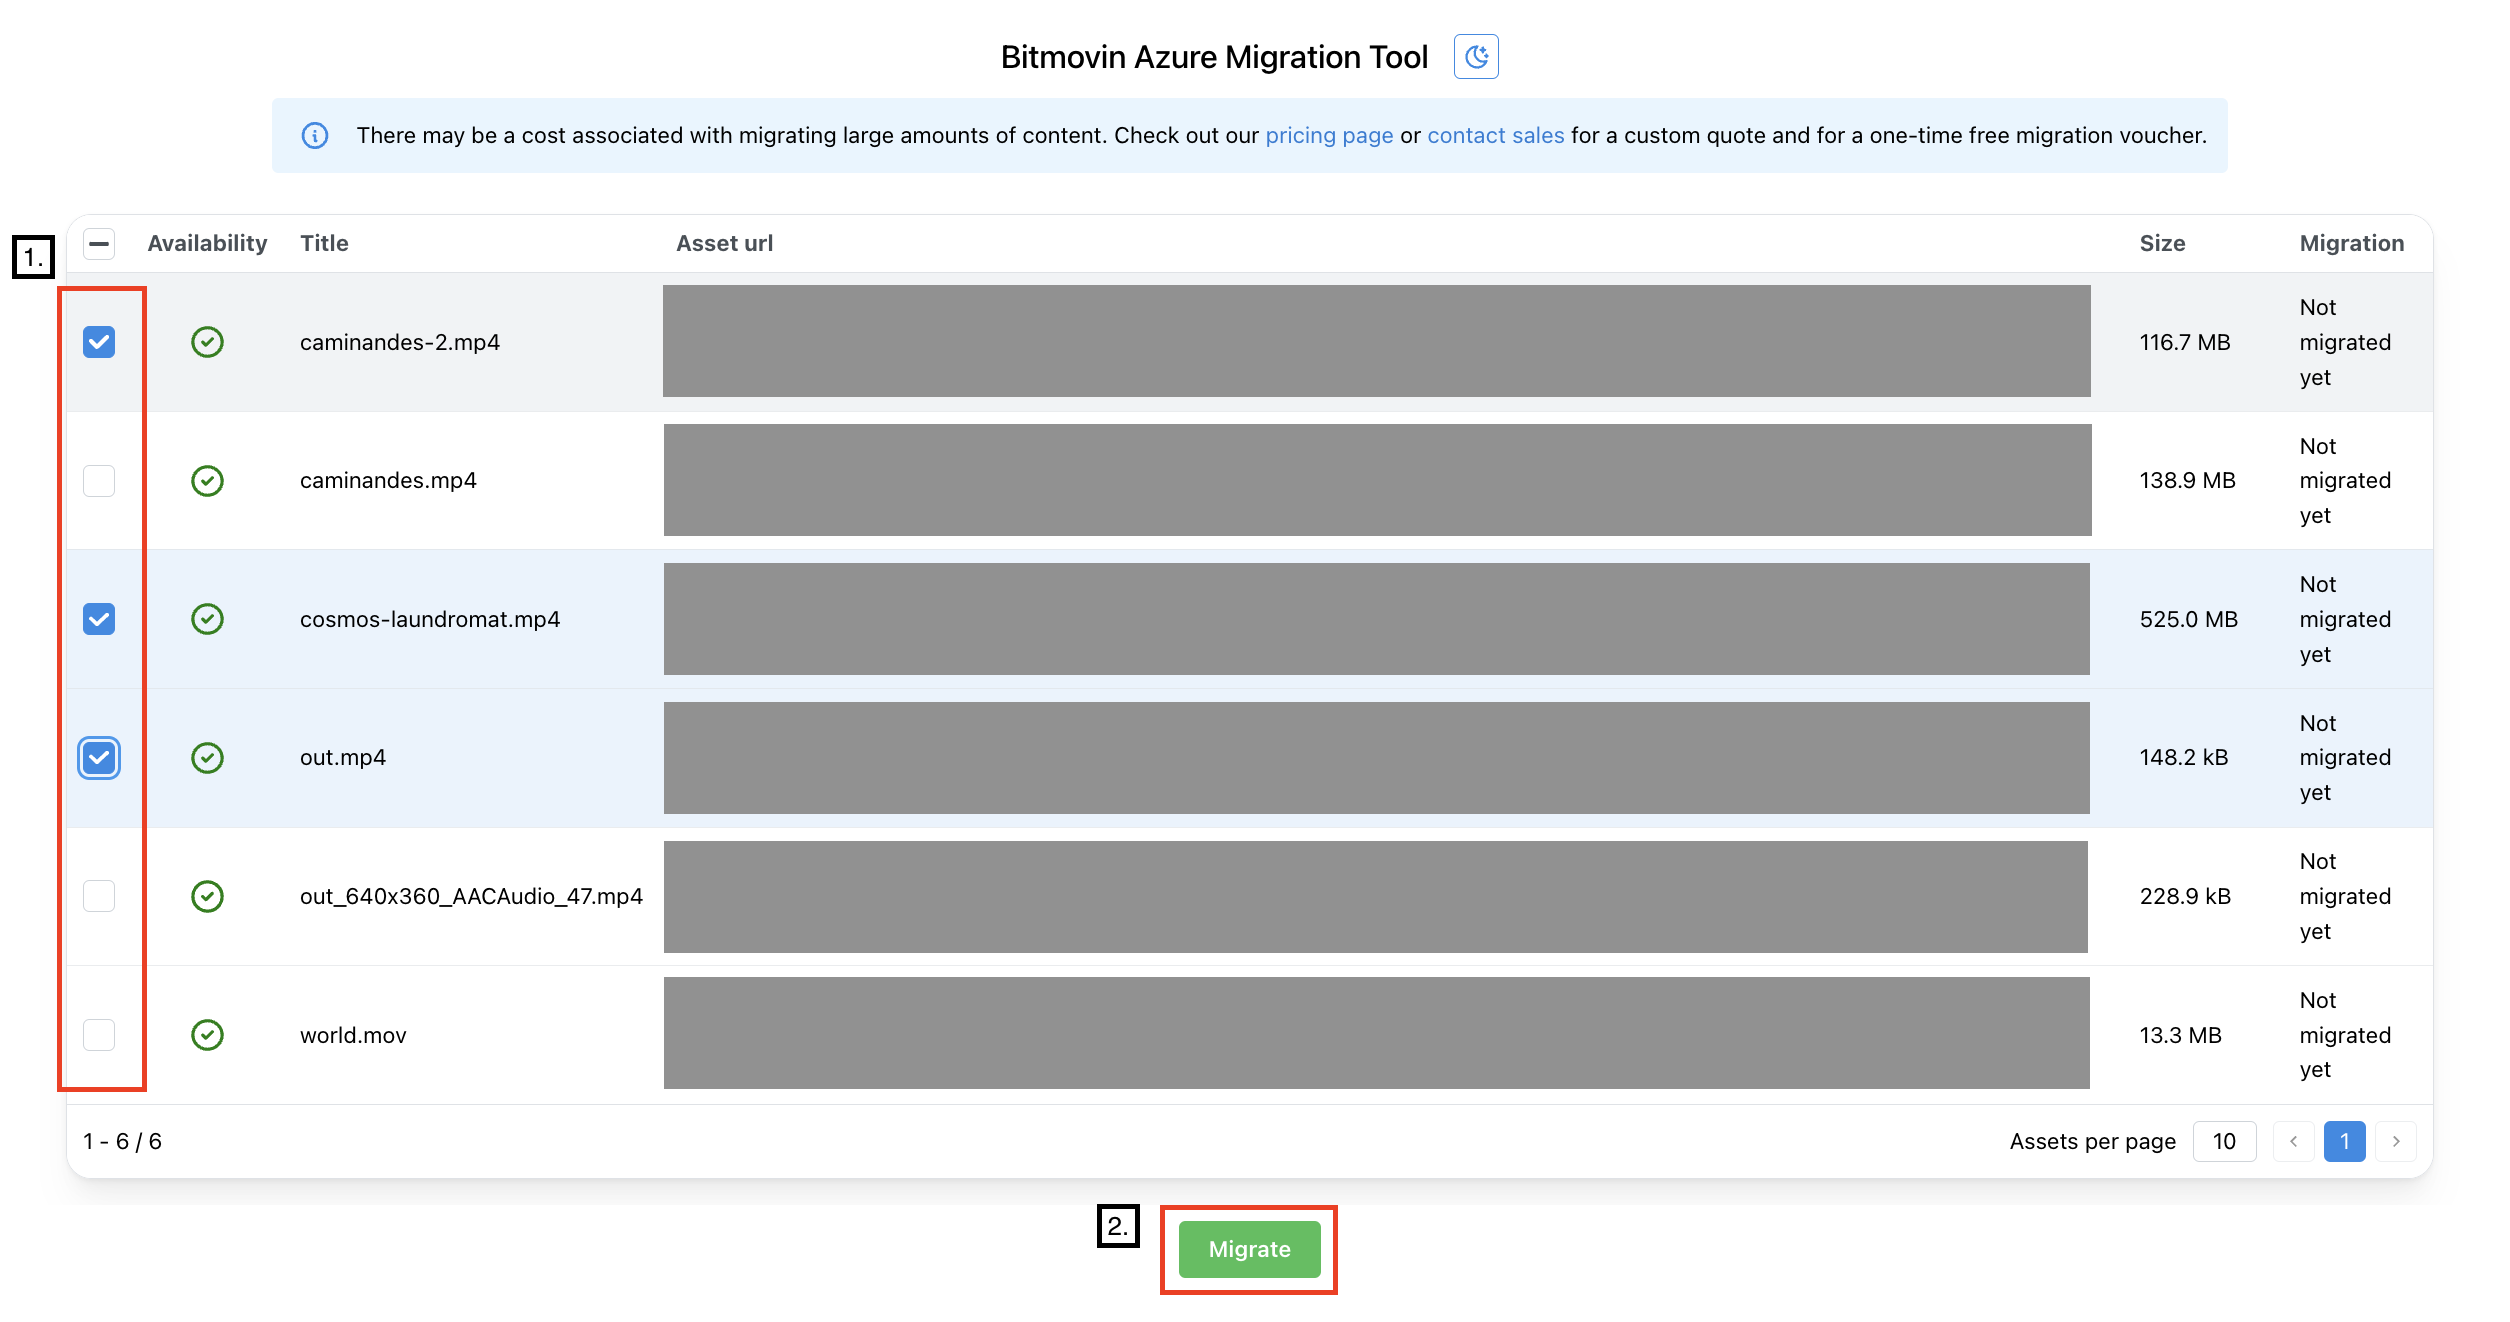 Bitmovin Azure Migration Tool
There may be a cost associated with migrating large amounts of content. Check out our pricing page or contact sales for a custom quote and for a one-time free migration voucher.
1.
Availability Title Asset url Size Migration
caminandes-2.mp4 116.7 MB Not migrated yet
caminandes.mp4 138.9 MB Not migrated yet
cosmos-laundromat.mp4 525.0 MB Not migrated yet
out.mp4 148.2 kB Not migrated yet
out_640x360_AACAudio_47.mp4 228.9 kB Not migrated yet
world.mov 13.3 MB Not migrated yet
1 - 6 / 6 Assets per page 10 < 1 >
2.
Migrate